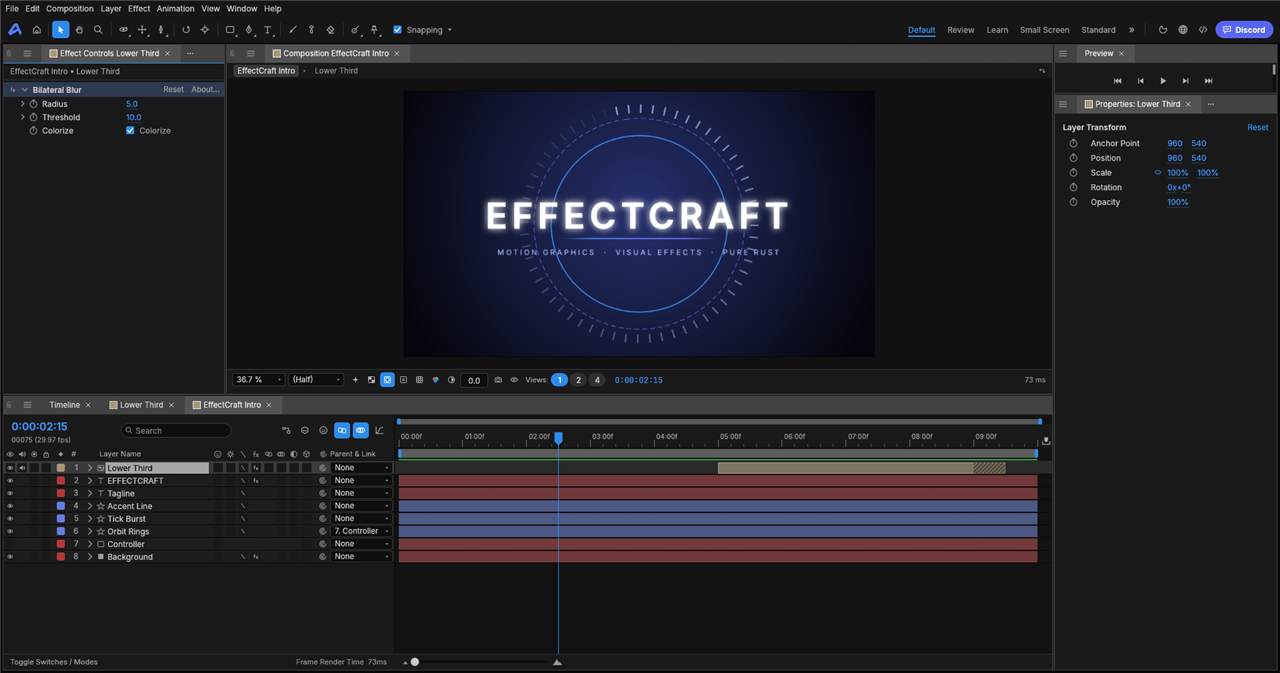 File Edit Composition Layer Effect Animation View Window Help
Snapping
Default Review Learn Small Screen Standard » Discord
Effect Controls Lower Third × ···
EffectCraft Intro • Lower Third
fx Bilateral Blur Reset About...
Radius 5.0
Threshold 10.0
Colorize Colorize
Composition EffectCraft Intro ×
EffectCraft Intro › Lower Third
EFFECTCRAFT
MOTION GRAPHICS · VISUAL EFFECTS · PURE RUST
36.7 % (Half) 0.0 Views: 1 2 4 0:00:02:15 73 ms
Preview ×
Properties: Lower Third × ···
Layer Transform Reset
Anchor Point 960 540
Position 960 540
Scale 100% 100%
Rotation 0x+0°
Opacity 100%
Timeline × Lower Third × EffectCraft Intro ×
0:00:02:15
00075 (29.97 fps)
Search
00:00f 01:00f 02:00f 03:00f 04:00f 05:00f 06:00f 07:00f 08:00f 09:00f
# Layer Name fx Parent & Link
1 Lower Third fx None
2 T EFFECTCRAFT fx None
3 T Tagline None
4 Accent Line None
5 Tick Burst None
6 Orbit Rings 7. Controller
7 Controller None
8 Background fx None
Toggle Switches / Modes Frame Render Time 73ms